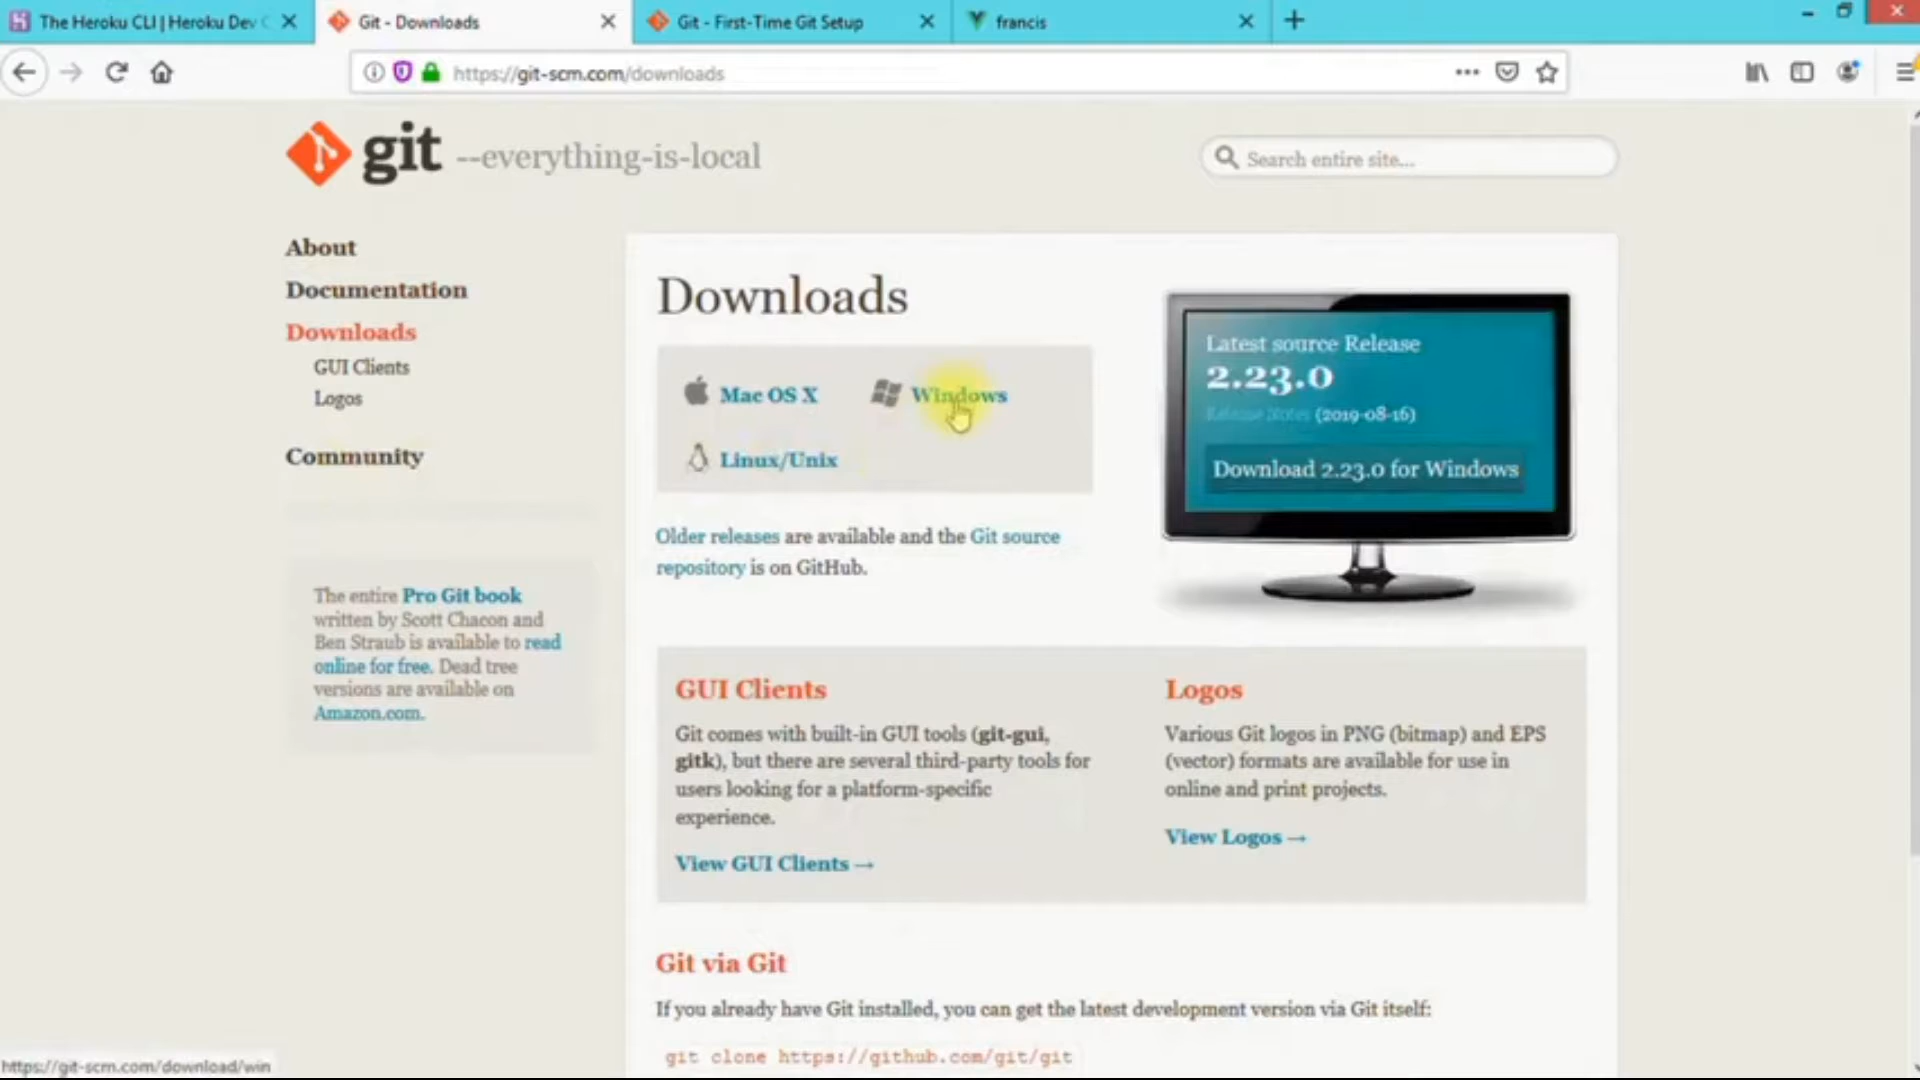 The Heroku CLI | Heroku Dev C
Git - Downloads
Git - First-Time Git Setup
francis
https://git-scm.com/downloads
git --everything-is-local
Search entire site...
About
Documentation
Downloads
GUI Clients
Logos
Community
The entire Pro Git book
written by Scott Chacon and
Ben Straub is available to read
online for free. Dead tree
versions are available on
Amazon.com.
Downloads
Mac OS X
Windows
Linux/Unix
Older releases are available and the Git source
repository is on GitHub.
Latest source Release
2.23.0
Release Notes (2019-08-16)
Download 2.23.0 for Windows
GUI Clients
Git comes with built-in GUI tools (git-gui,
gitk), but there are several third-party tools for
users looking for a platform-specific
experience.
View GUI Clients →
Logos
Various Git logos in PNG (bitmap) and EPS
(vector) formats are available for use in
online and print projects.
View Logos →
Git via Git
If you already have Git installed, you can get the latest development version via Git itself:
git clone https://github.com/git/git
https://git-scm.com/download/win